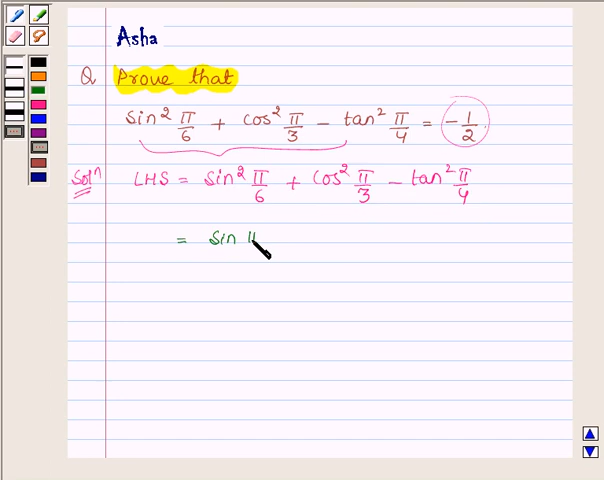 Asha
Q Prove that
sin² π/6 + cos² π/3 − tan² π/4 = −1/2
Solⁿ LHS = sin² π/6 + cos² π/3 − tan² π/4
= sin